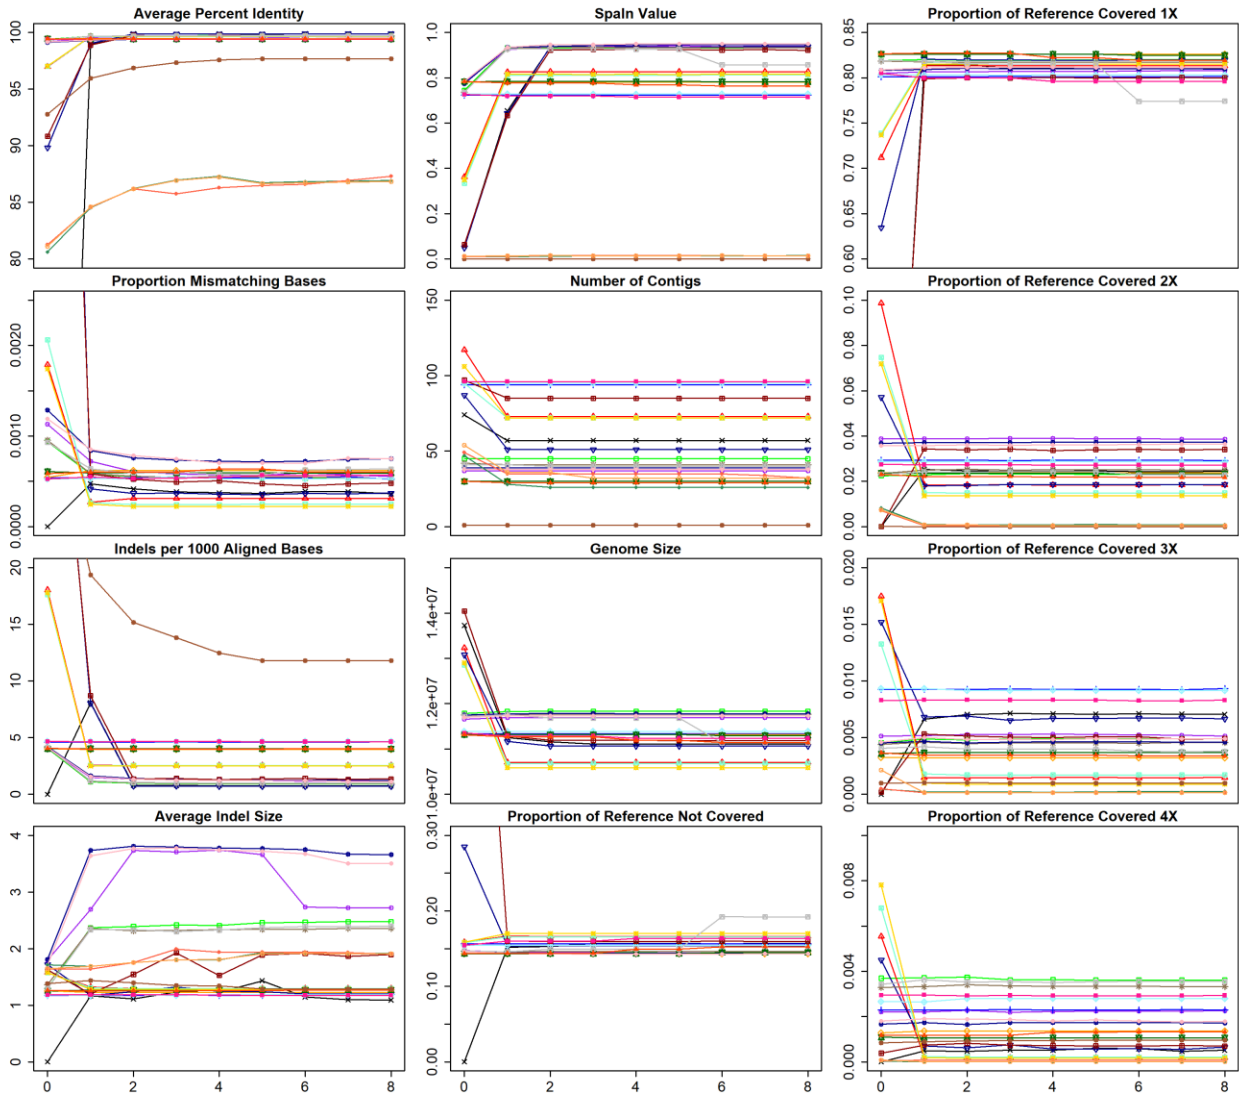 Average Percent Identity
100
95
90
85
80
Spaln Value
1.0
0.8
0.6
0.4
0.2
0.0
Proportion of Reference Covered 1X
0.85
0.80
0.75
0.70
0.65
0.60
Proportion Mismatching Bases
0.0020
0.0010
0.0000
Number of Contigs
150
100
50
0
Proportion of Reference Covered 2X
0.10
0.08
0.06
0.04
0.02
0.00
Indels per 1000 Aligned Bases
20
15
10
5
0
Genome Size
1.4e+07
1.2e+07
1.0e+07
Proportion of Reference Covered 3X
0.020
0.015
0.010
0.005
0.000
Average Indel Size
4
3
2
1
0
0 2 4 6 8
Proportion of Reference Not Covered
0.30
0.20
0.10
0.00
0 2 4 6 8
Proportion of Reference Covered 4X
0.008
0.004
0.000
0 2 4 6 8